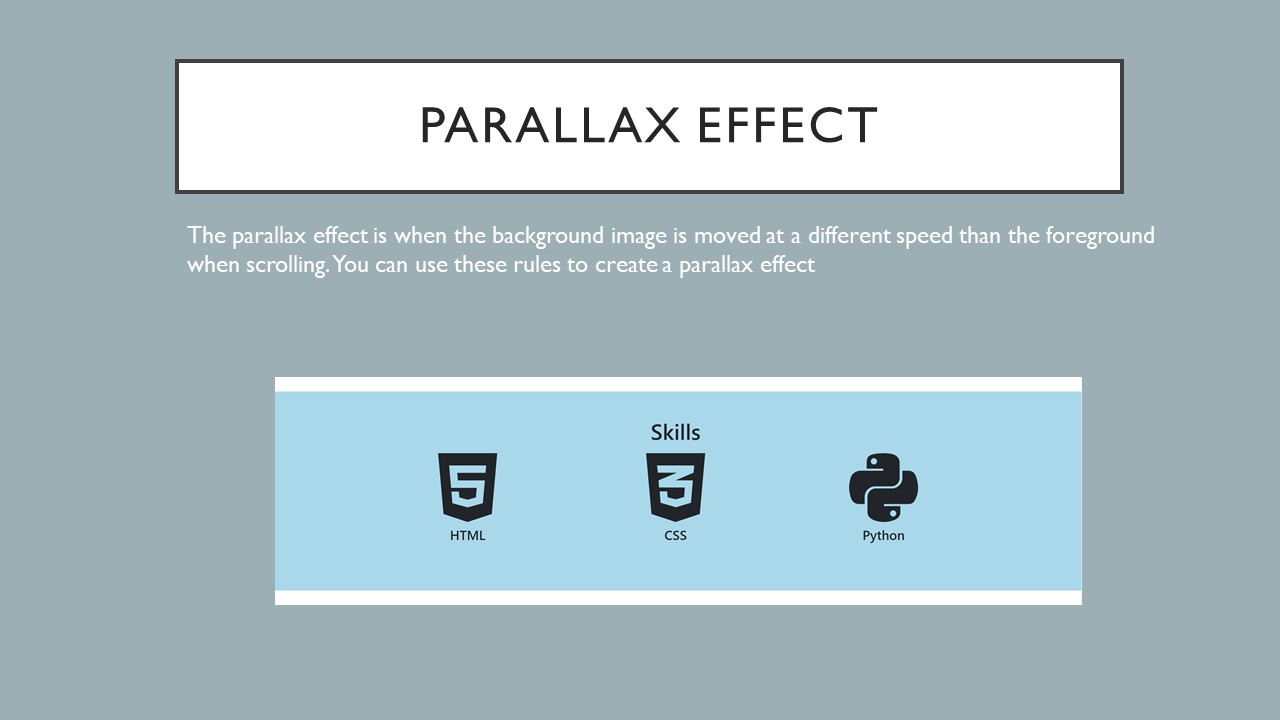 PARALLAX EFFECT
The parallax effect is when the background image is moved at a different speed than the foreground
when scrolling. You can use these rules to create a parallax effect
Skills
5 3
HTML CSS Python